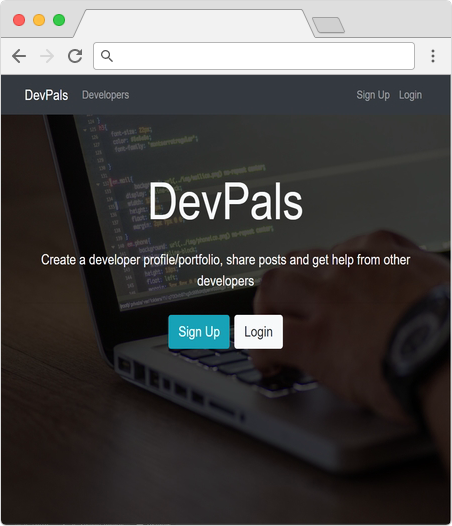 DevPals Developers Sign Up Login
DevPals
Create a developer profile/portfolio, share posts and get help from other
developers
Sign Up Login